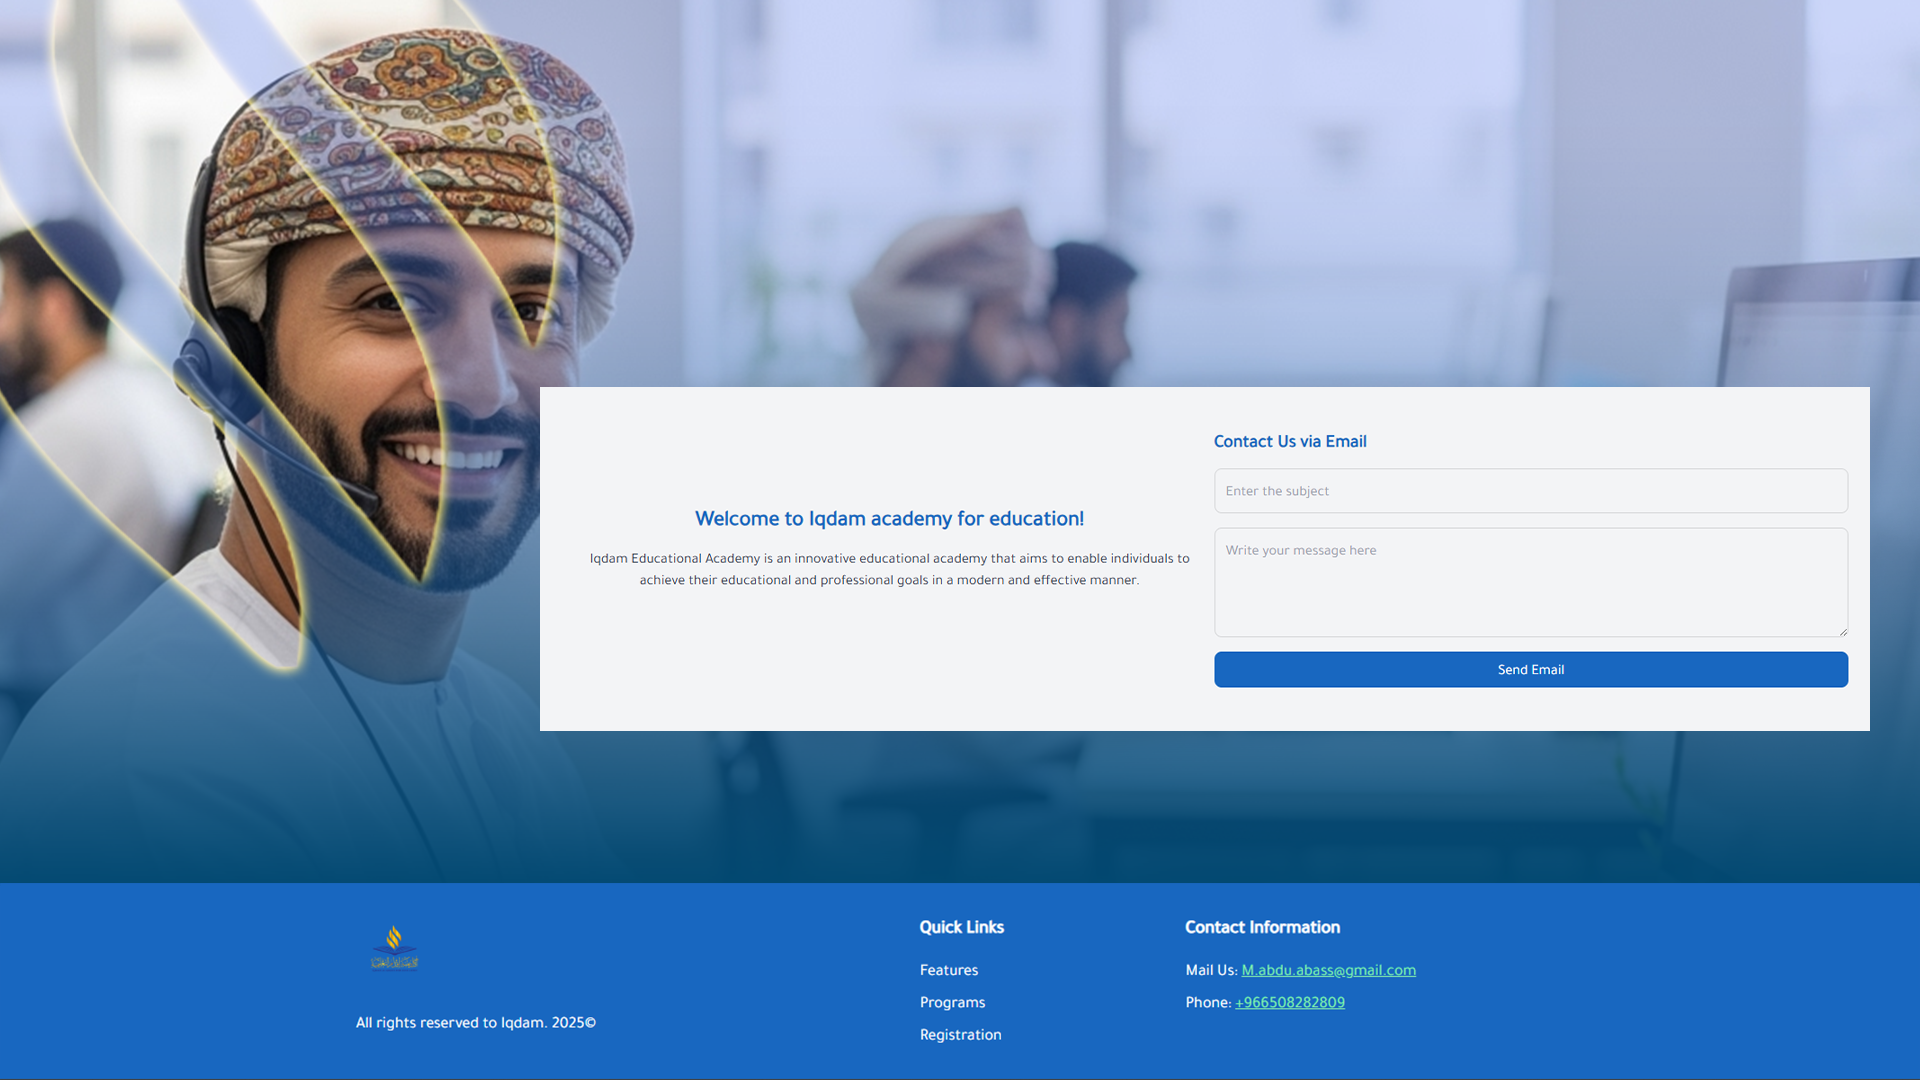 Contact Us via Email
Enter the subject
Write your message here
Send Email
Welcome to Iqdam academy for education!
Iqdam Educational Academy is an innovative educational academy that aims to enable individuals to
achieve their educational and professional goals in a modern and effective manner.
All rights reserved to Iqdam. 2025©
Quick Links
Features
Programs
Registration
Contact Information
Mail Us: M.abdu.abass@gmail.com
Phone: +966508282809